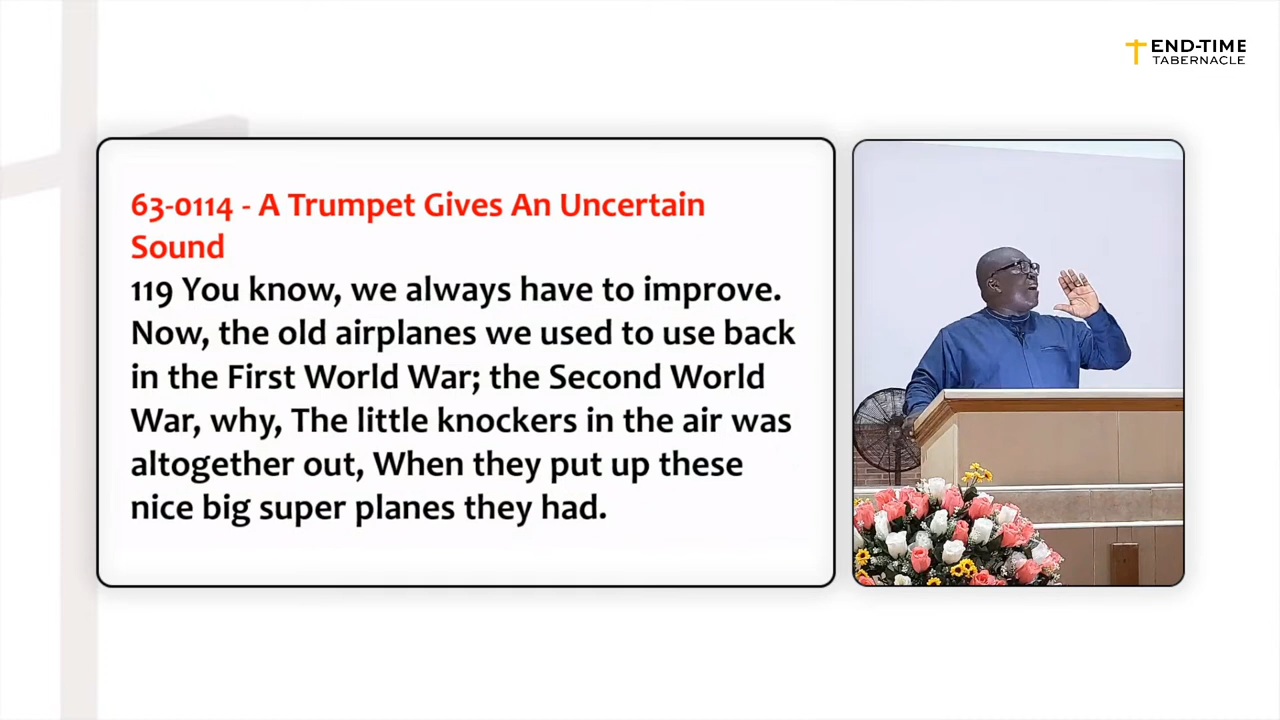 END-TIME
TABERNACLE
63-0114 - A Trumpet Gives An Uncertain
Sound
119 You know, we always have to improve.
Now, the old airplanes we used to use back
in the First World War; the Second World
War, why, The little knockers in the air was
altogether out, When they put up these
nice big super planes they had.